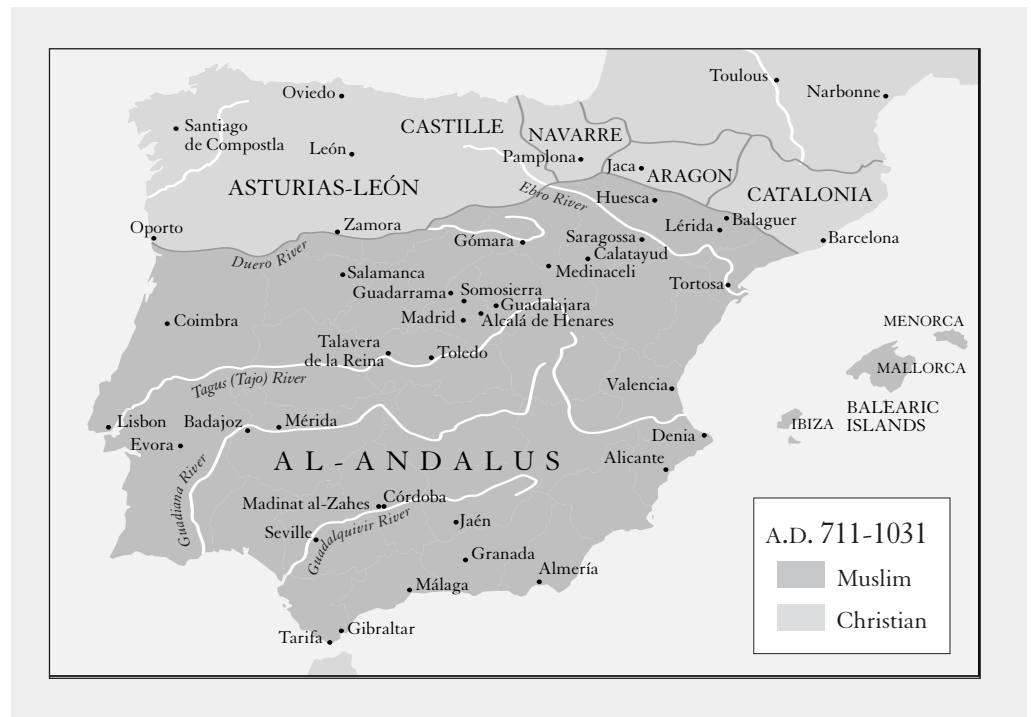 Toulous
Narbonne
Oviedo
Santiago
de Compostla
CASTILLE
NAVARRE
León
Pamplona
Jaca
ARAGON
ASTURIAS-LEÓN
CATALONIA
Ebro River
Huesca
Oporto
Zamora
Balaguer
Lérida
Duero River
Gómara
Saragossa
Barcelona
Calatayud
Medinaceli
Salamanca
Tortosa
Guadarrama
Somosierra
Guadalajara
Coimbra
Madrid
Alcalá de Henares
MENORCA
Talavera
de la Reina
Toledo
MALLORCA
Tagus (Tajo) River
Valencia
BALEARIC
ISLANDS
IBIZA
Lisbon
Badajoz
Mérida
Evora
Denia
AL-ANDALUS
Alicante
Guadiana River
Madinat al-Zahes
Córdoba
Seville
Guadalquivir River
Jaén
Granada
Almería
Málaga
Gibraltar
Tarifa
A.D. 711-1031
Muslim
Christian